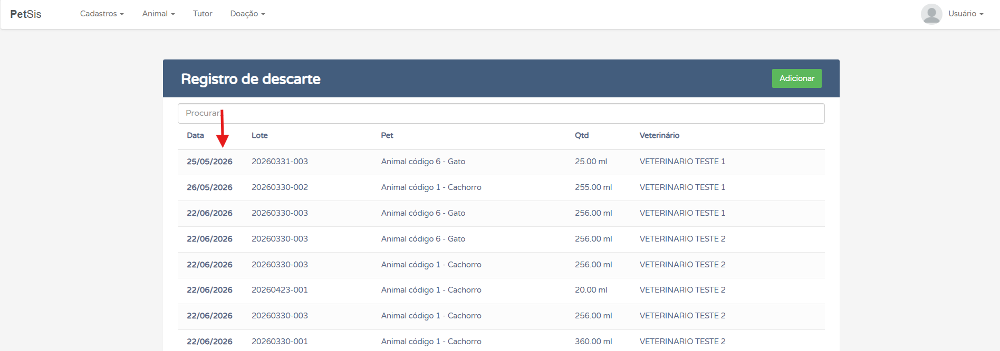 PetSis Cadastros Animal Tutor Doação Usuário
Registro de descarte Adicionar
Procurar
Data Lote Pet Qtd Veterinário
25/05/2026 20260331-003 Animal código 6 - Gato 25.00 ml VETERINARIO TESTE 1
26/05/2026 20260330-002 Animal código 1 - Cachorro 255.00 ml VETERINARIO TESTE 1
22/06/2026 20260330-003 Animal código 6 - Gato 256.00 ml VETERINARIO TESTE 1
22/06/2026 20260330-003 Animal código 6 - Gato 256.00 ml VETERINARIO TESTE 2
22/06/2026 20260330-003 Animal código 1 - Cachorro 256.00 ml VETERINARIO TESTE 2
22/06/2026 20260423-001 Animal código 1 - Cachorro 20.00 ml VETERINARIO TESTE 2
22/06/2026 20260330-003 Animal código 1 - Cachorro 256.00 ml VETERINARIO TESTE 2
22/06/2026 20260330-001 Animal código 1 - Cachorro 360.00 ml VETERINARIO TESTE 2